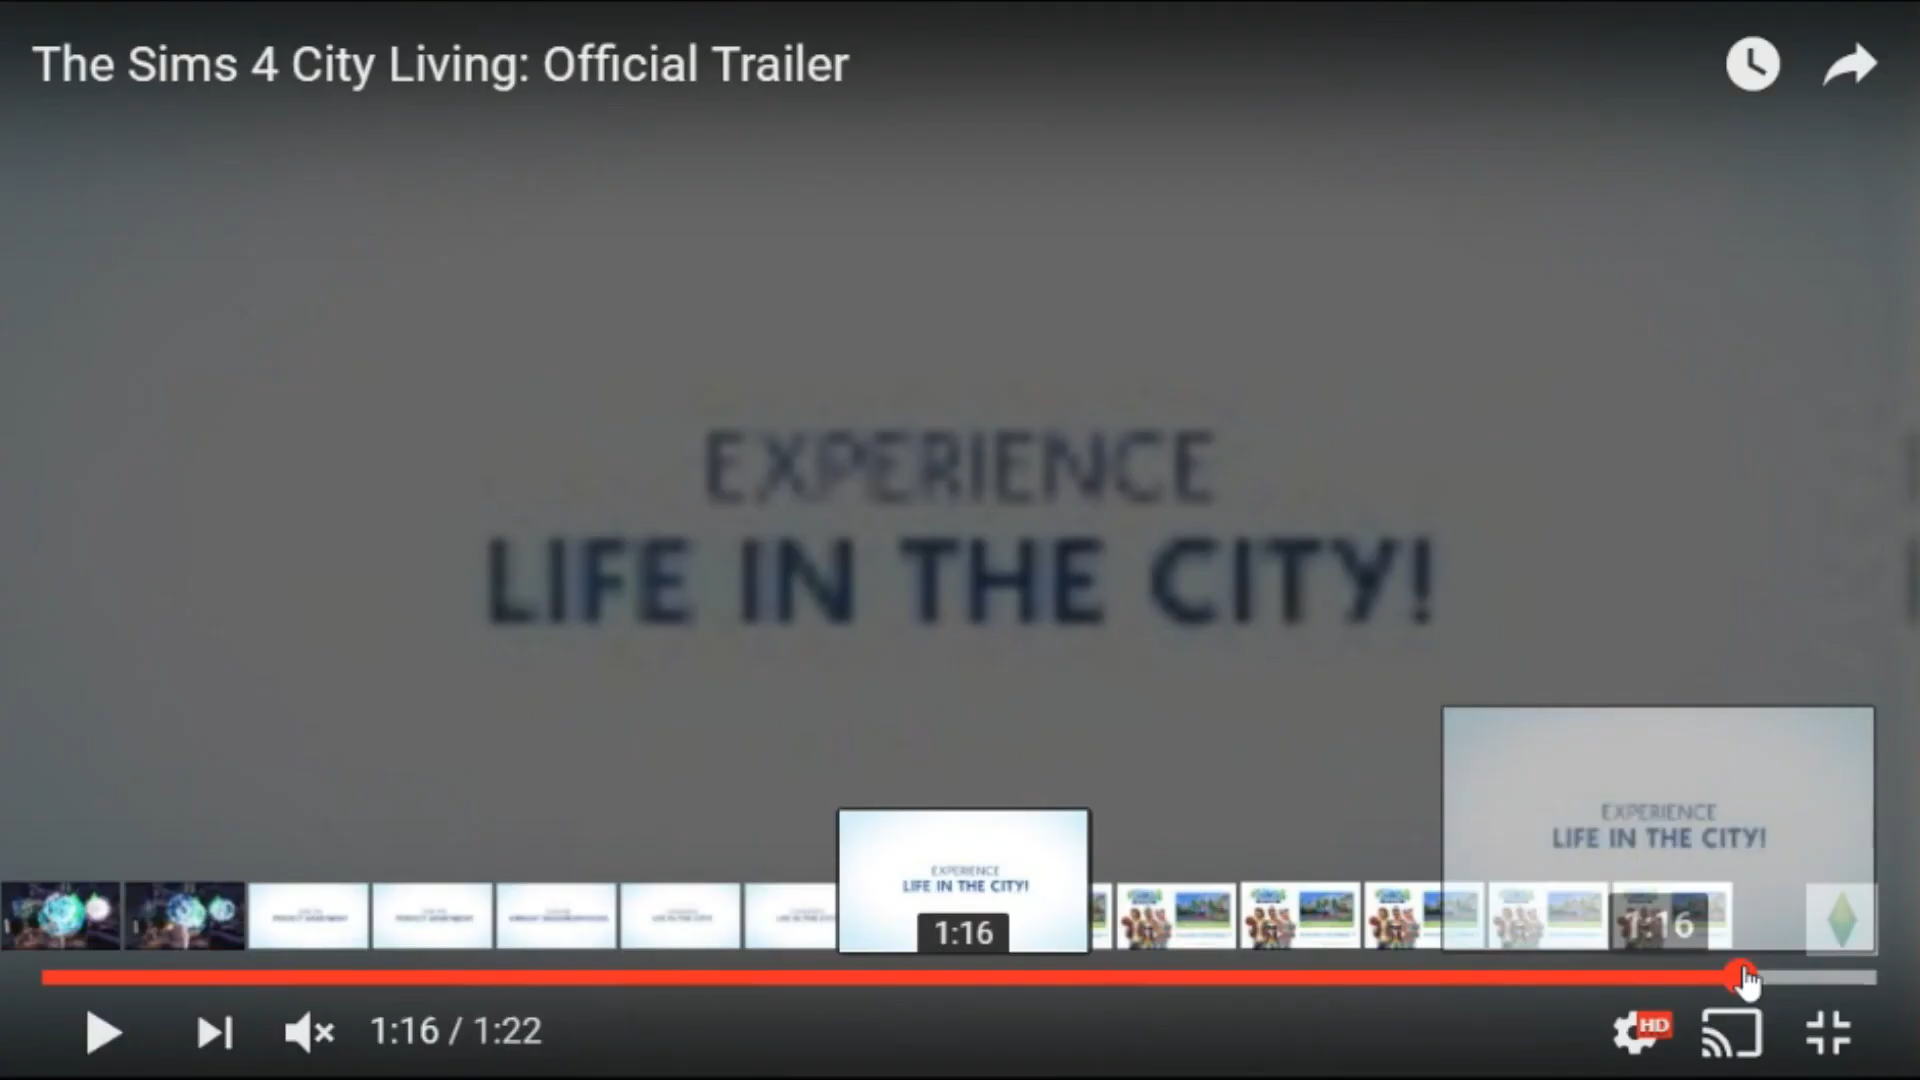 The Sims 4 City Living: Official Trailer
EXPERIENCE
LIFE IN THE CITY!
EXPERIENCE
LIFE IN THE CITY!
EXPERIENCE
LIFE IN THE CITY!
1:16
1:16
1:16 / 1:22
HD